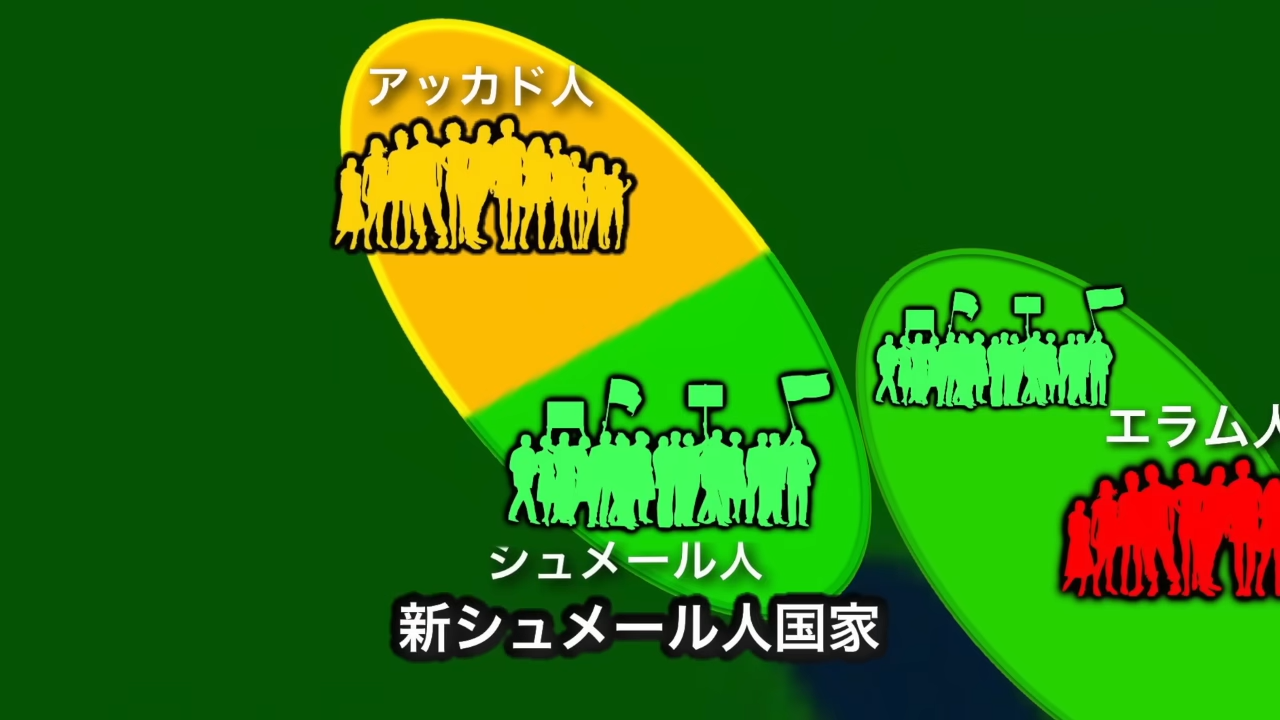 アッカド人
エラム人
シュメール人
新シュメール人国家